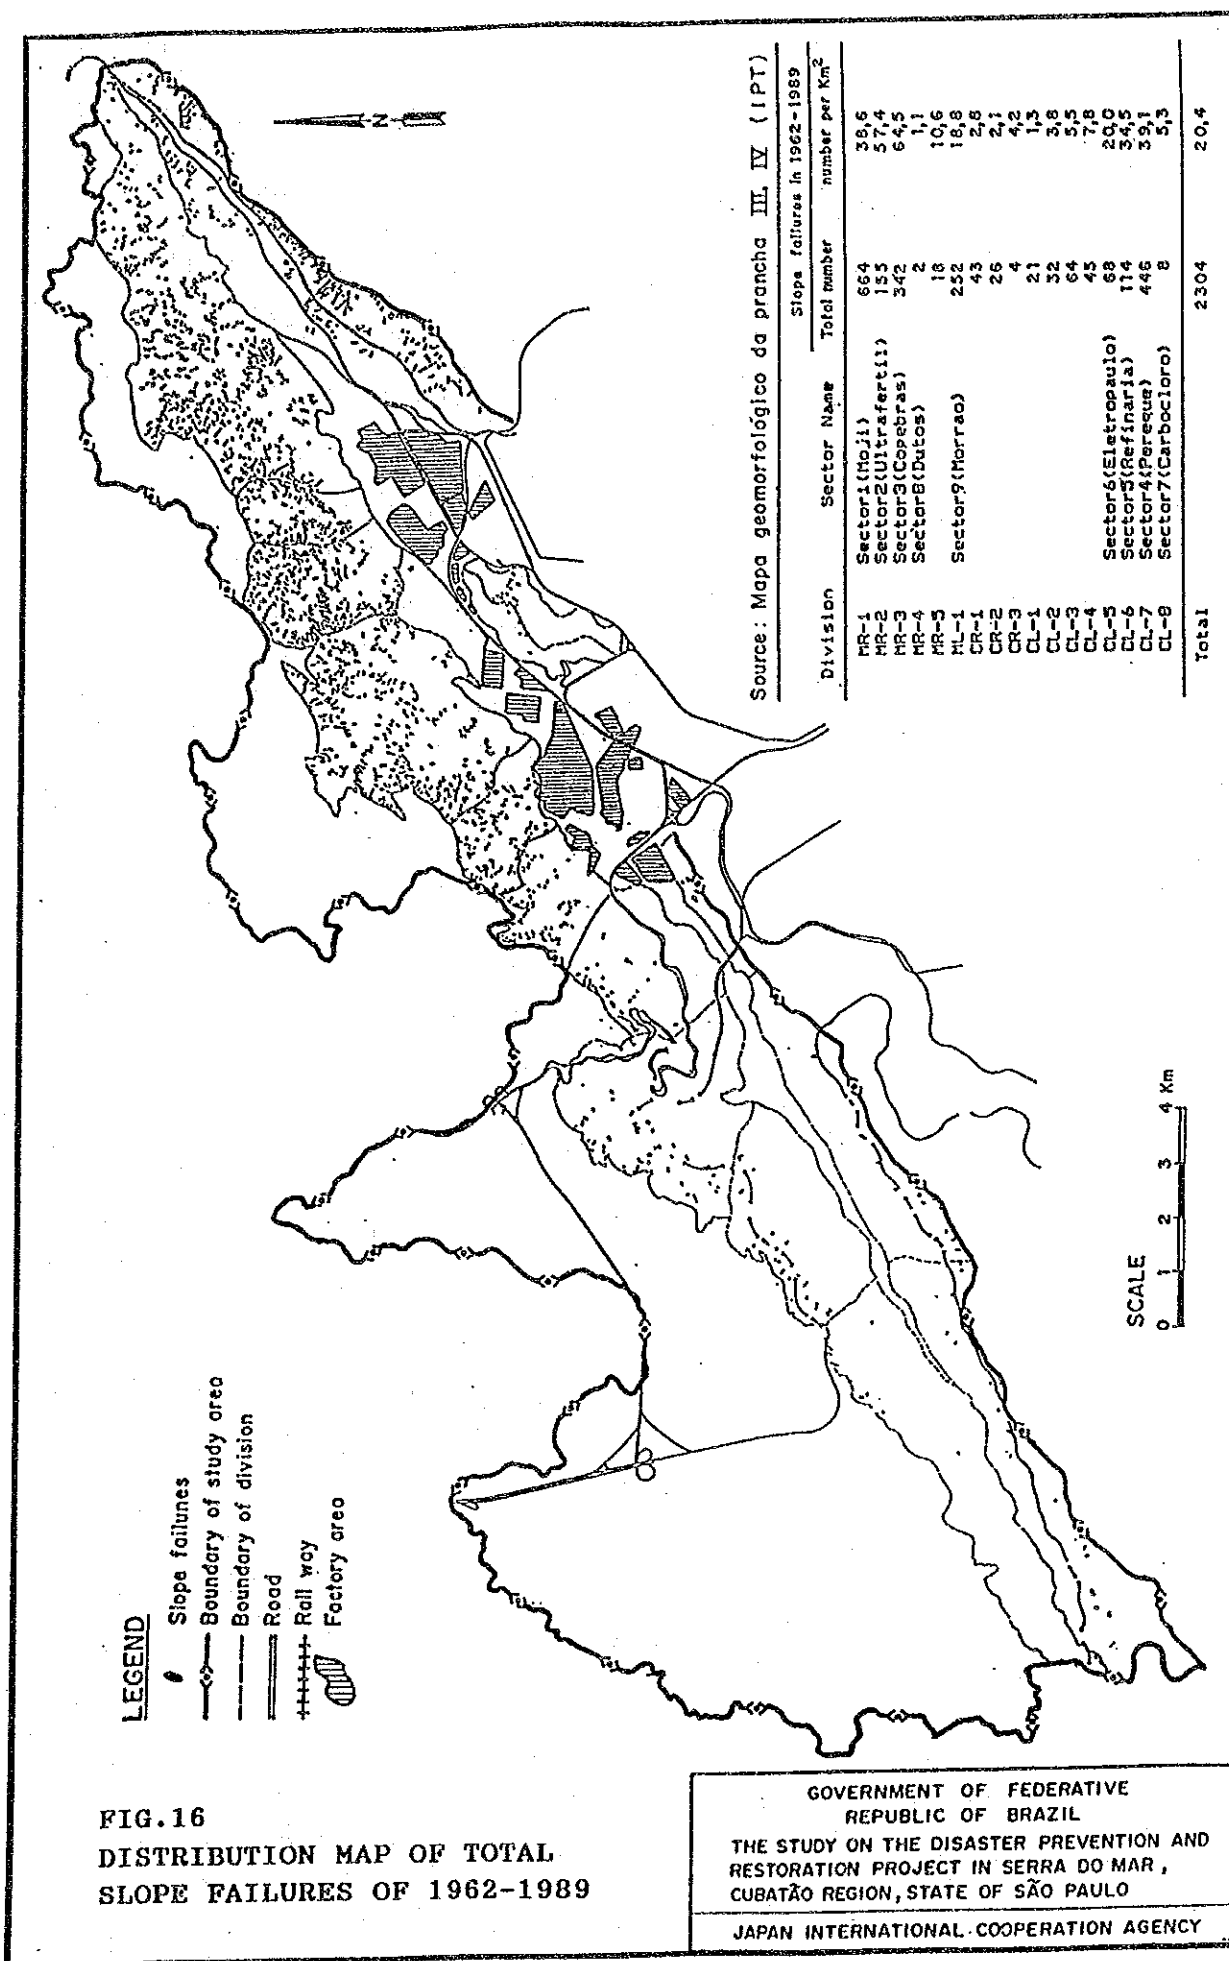 Source: Mapa geomorfológico da prancha III, IV (IPT)
Slope failures in 1962-1989
Division Sector Name Total number number per Km²
MR-1 Sector1(Moji) 664 38,6
MR-2 Sector2(Ultrafertil) 155 57,4
MR-3 Sector3(Copebras) 342 64,5
MR-4 Sector8(Dutos) 2 1,1
MR-5 18 10,6
ML-1 Sector9(Morrao) 252 18,8
CR-1 43 2,8
CR-2 26 2,1
CR-3 4 4,2
CL-1 21 1,3
CL-2 32 3,8
CL-3 64 5,5
CL-4 45 7,8
CL-5 Sector6(Eletropaulo) 68 20,0
CL-6 Sector5(Refinaria) 114 34,5
CL-7 Sector4(Pereque) 446 39,1
CL-8 Sector7(Carbocloro) 8 5,3
Total 2304 20,4
N
SCALE
0 1 2 3 4 Km
LEGEND
Slope failunes
Boundary of study area
Boundary of division
Road
Rail way
Factory area
FIG.16
DISTRIBUTION MAP OF TOTAL
SLOPE FAILURES OF 1962-1989
GOVERNMENT OF FEDERATIVE
REPUBLIC OF BRAZIL
THE STUDY ON THE DISASTER PREVENTION AND
RESTORATION PROJECT IN SERRA DO MAR,
CUBATÃO REGION, STATE OF SÃO PAULO
JAPAN INTERNATIONAL COOPERATION AGENCY